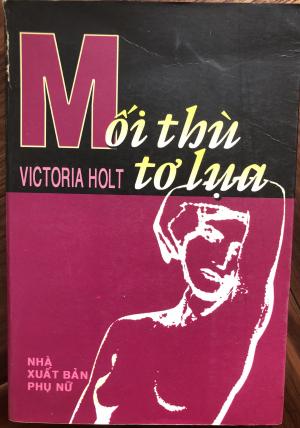 Mối thù
VICTORIA HOLT tơ lụa
NHÀ
XUẤT BẢN
PHỤ NỮ